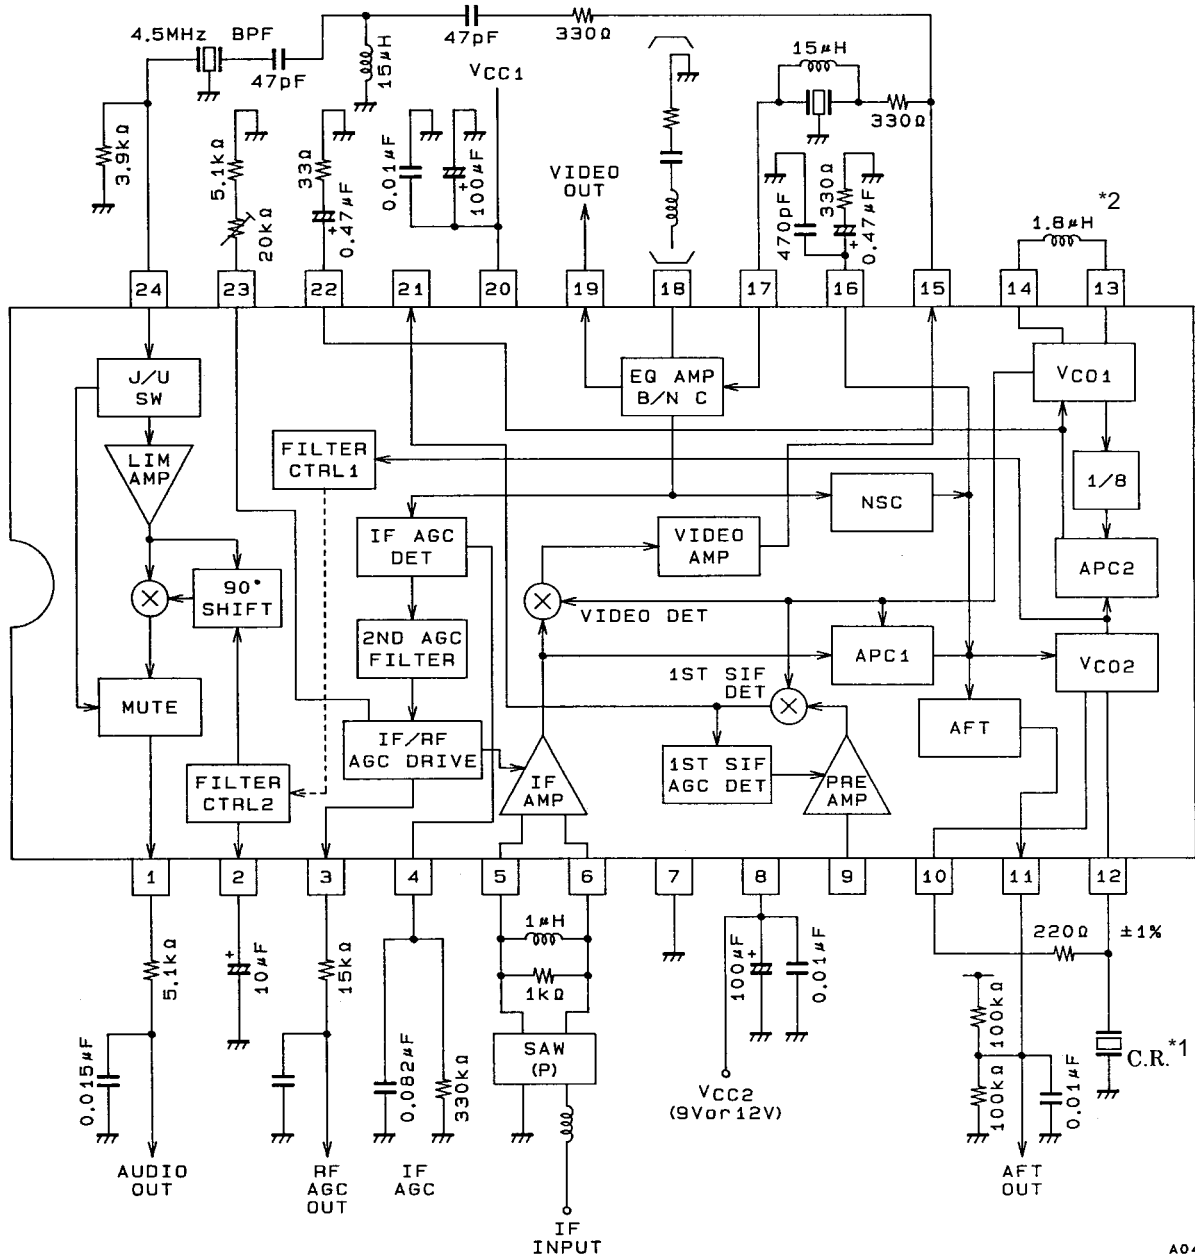 4.5MHz BPF
47pF
15μH
47pF
330Ω
VCC1
15μH
330Ω
3.9kΩ
5.1kΩ
20kΩ
33Ω
0.47μF
0.01μF
100μF
VIDEO
OUT
470pF
330Ω
0.47μF
1.8μH
*2
24
23
22
21
20
19
18
17
16
15
14
13
J/U
SW
LIM
AMP
90°
SHIFT
MUTE
FILTER
CTRL1
FILTER
CTRL2
IF AGC
DET
2ND AGC
FILTER
IF/RF
AGC DRIVE
EQ AMP
B/N C
VIDEO
AMP
VIDEO DET
NSC
APC1
1ST SIF
DET
1ST SIF
AGC DET
IF
AMP
PRE
AMP
AFT
VCO1
1/8
APC2
VCO2
1
2
3
4
5
6
7
8
9
10
11
12
5.1kΩ
0.015μF
10μF
15kΩ
0.082μF
330kΩ
1μH
1kΩ
SAW
(P)
100μF
0.01μF
VCC2
(9Vor12V)
220Ω
±1%
100kΩ
100kΩ
0.01μF
C.R.*1
AUDIO
OUT
RF
AGC
OUT
IF
AGC
IF
INPUT
AFT
OUT